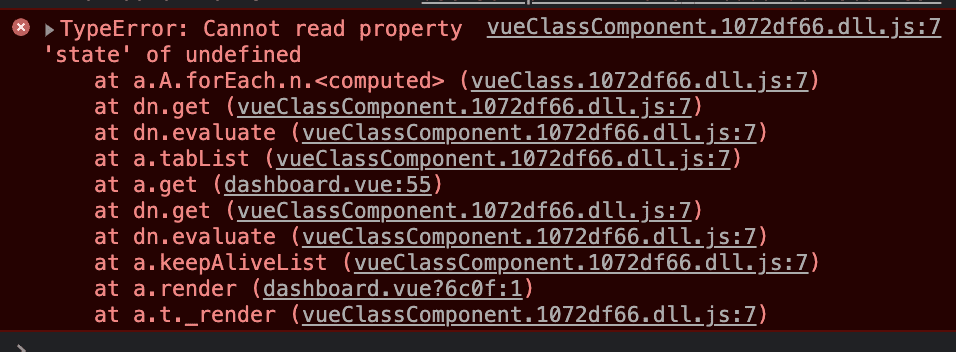 TypeError: Cannot read property vueClassComponent.1072df66.dll.js:7
'state' of undefined
at a.A.forEach.n.<computed> (vueClass.1072df66.dll.js:7)
at dn.get (vueClassComponent.1072df66.dll.js:7)
at dn.evaluate (vueClassComponent.1072df66.dll.js:7)
at a.tabList (vueClassComponent.1072df66.dll.js:7)
at a.get (dashboard.vue:55)
at dn.get (vueClassComponent.1072df66.dll.js:7)
at dn.evaluate (vueClassComponent.1072df66.dll.js:7)
at a.keepAliveList (vueClassComponent.1072df66.dll.js:7)
at a.render (dashboard.vue?6c0f:1)
at a.t._render (vueClassComponent.1072df66.dll.js:7)